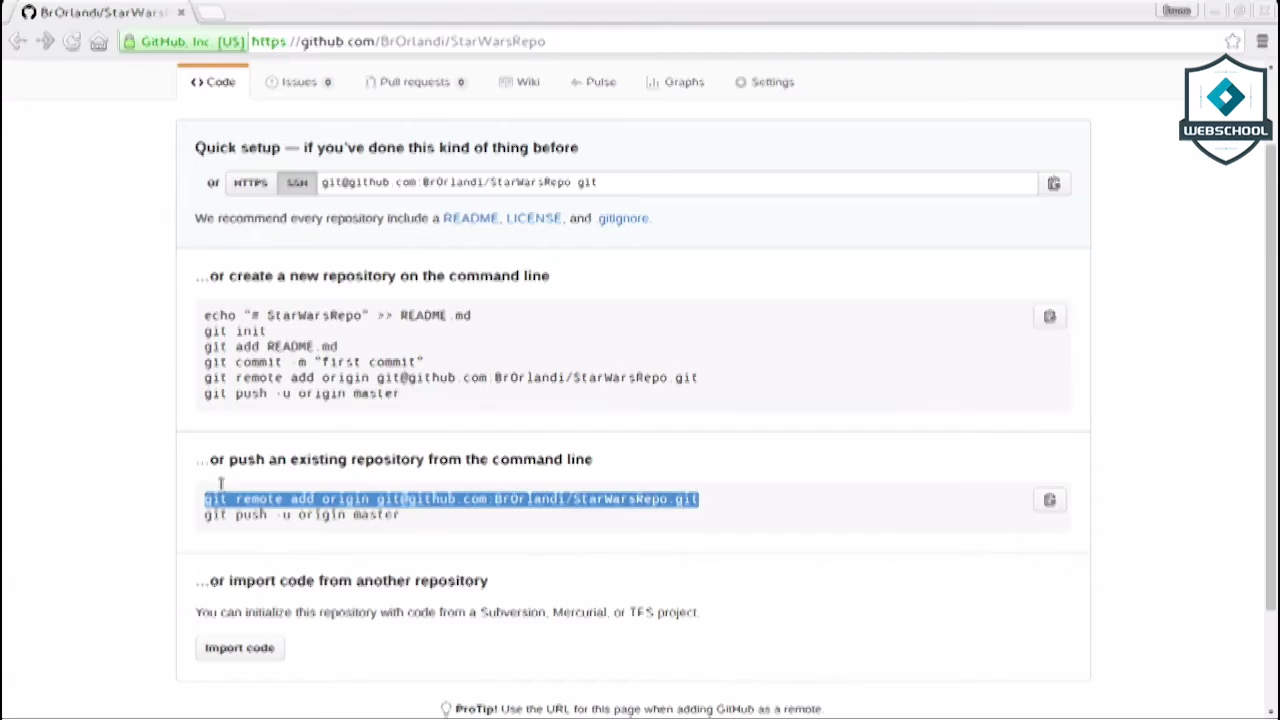 BrOrlandi/StarWars
Bruno
GitHub, Inc. [US] https://github.com/BrOrlandi/StarWarsRepo
Code Issues 0 Pull requests 0 Wiki Pulse Graphs Settings
WEBSCHOOL
Quick setup — if you've done this kind of thing before
or HTTPS SSH git@github.com:BrOrlandi/StarWarsRepo.git
We recommend every repository include a README, LICENSE, and .gitignore.
...or create a new repository on the command line
echo "# StarWarsRepo" >> README.md
git init
git add README.md
git commit -m "first commit"
git remote add origin git@github.com:BrOrlandi/StarWarsRepo.git
git push -u origin master
...or push an existing repository from the command line
git remote add origin git@github.com:BrOrlandi/StarWarsRepo.git
git push -u origin master
...or import code from another repository
You can initialize this repository with code from a Subversion, Mercurial, or TFS project.
Import code
ProTip! Use the URL for this page when adding GitHub as a remote.